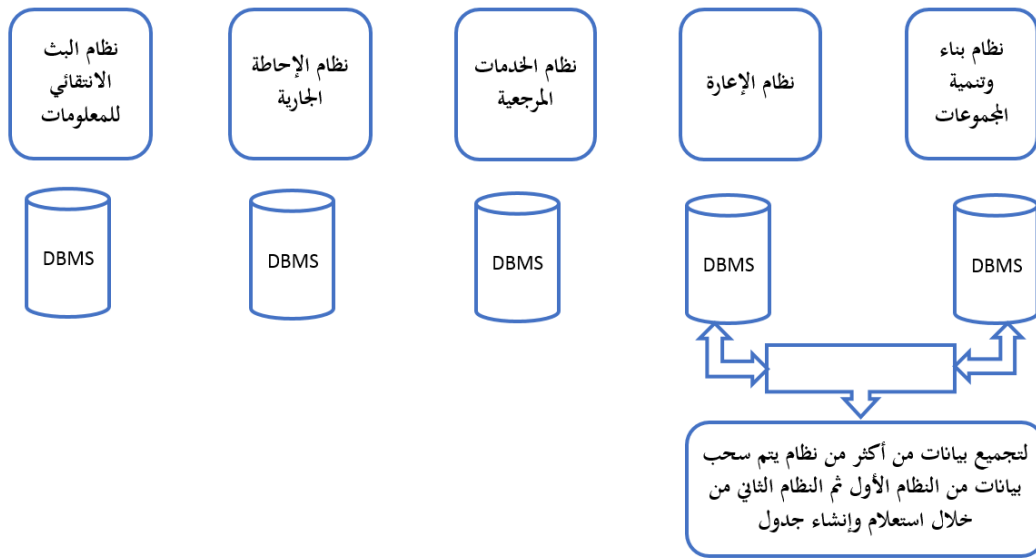 نظام بناء
وتنمية
المجموعات
نظام الإعارة
نظام الخدمات
المرجعية
نظام الإحاطة
الجارية
نظام البث
الانتقائي
للمعلومات
DBMS
DBMS
DBMS
DBMS
DBMS
لتجميع بيانات من أكثر من نظام يتم سحب
بيانات من النظام الأول ثم النظام الثاني من
خلال استعلام وإنشاء جدول